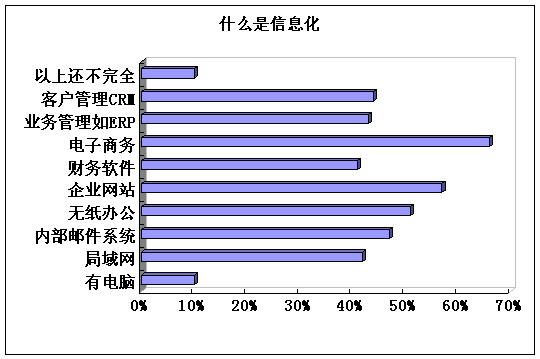 什么是信息化
以上还不完全
客户管理CRM
业务管理如ERP
电子商务
财务软件
企业网站
无纸办公
内部邮件系统
局域网
有电脑
0% 10% 20% 30% 40% 50% 60% 70%